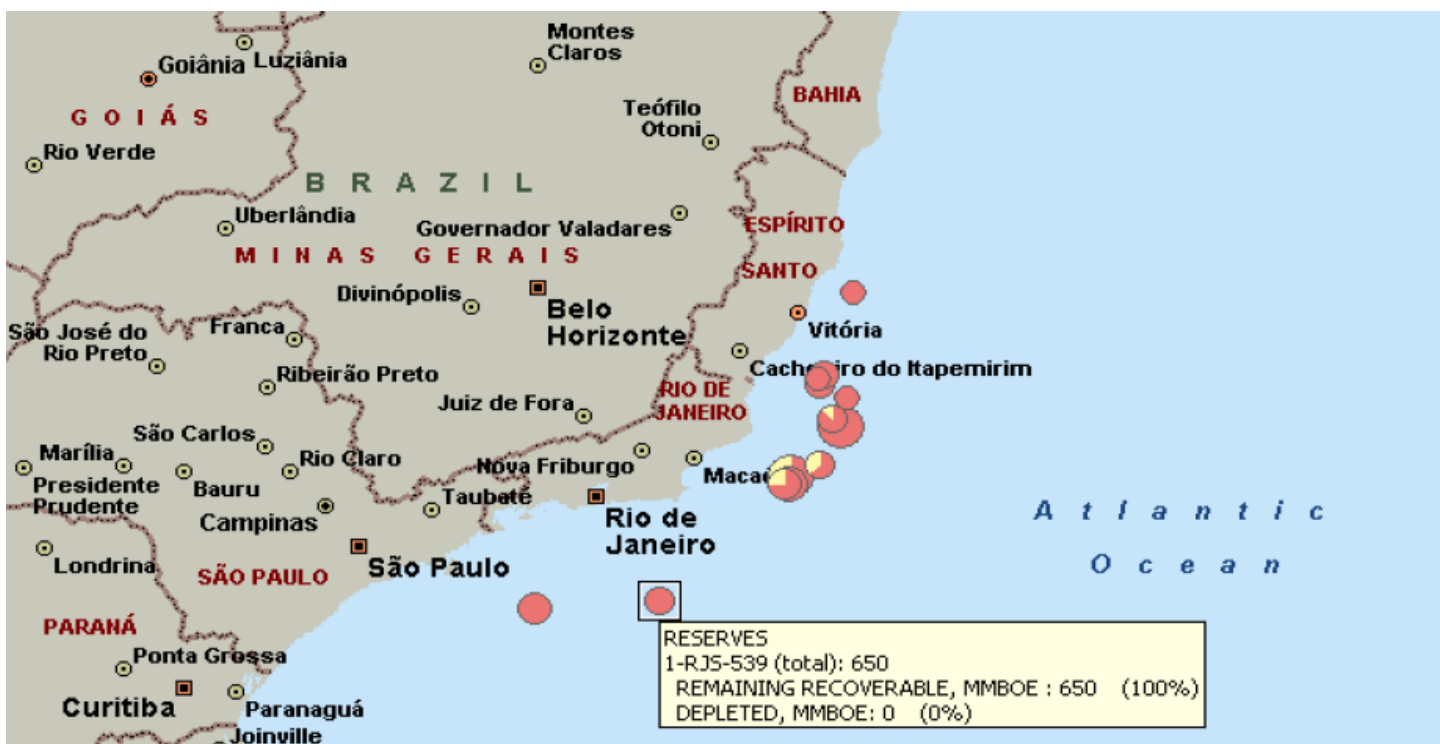 Montes
Claros
Luziânia
Goiânia
BAHIA
GOIÁS
Teófilo
Otoni
Rio Verde
BRAZIL
Uberlândia
Governador Valadares
ESPÍRITO
MINAS GERAIS
SANTO
Divinópolis
Belo
Horizonte
Vitória
São José do
Rio Preto
Franca
Cachoeiro do Itapemirim
Ribeirão Preto
RIO DE
JANEIRO
Juiz de Fora
São Carlos
Marília
Rio Claro
Nova Friburgo
Macaé
Presidente
Prudente
Bauru
Taubaté
Campinas
Rio de
Janeiro
Atlantic
Ocean
Londrina
São Paulo
SÃO PAULO
PARANÁ
RESERVES
1-RJS-539 (total): 650
REMAINING RECOVERABLE, MMBOE : 650 (100%)
DEPLETED, MMBOE: 0 (0%)
Ponta Grossa
Curitiba
Paranaguá
Joinville